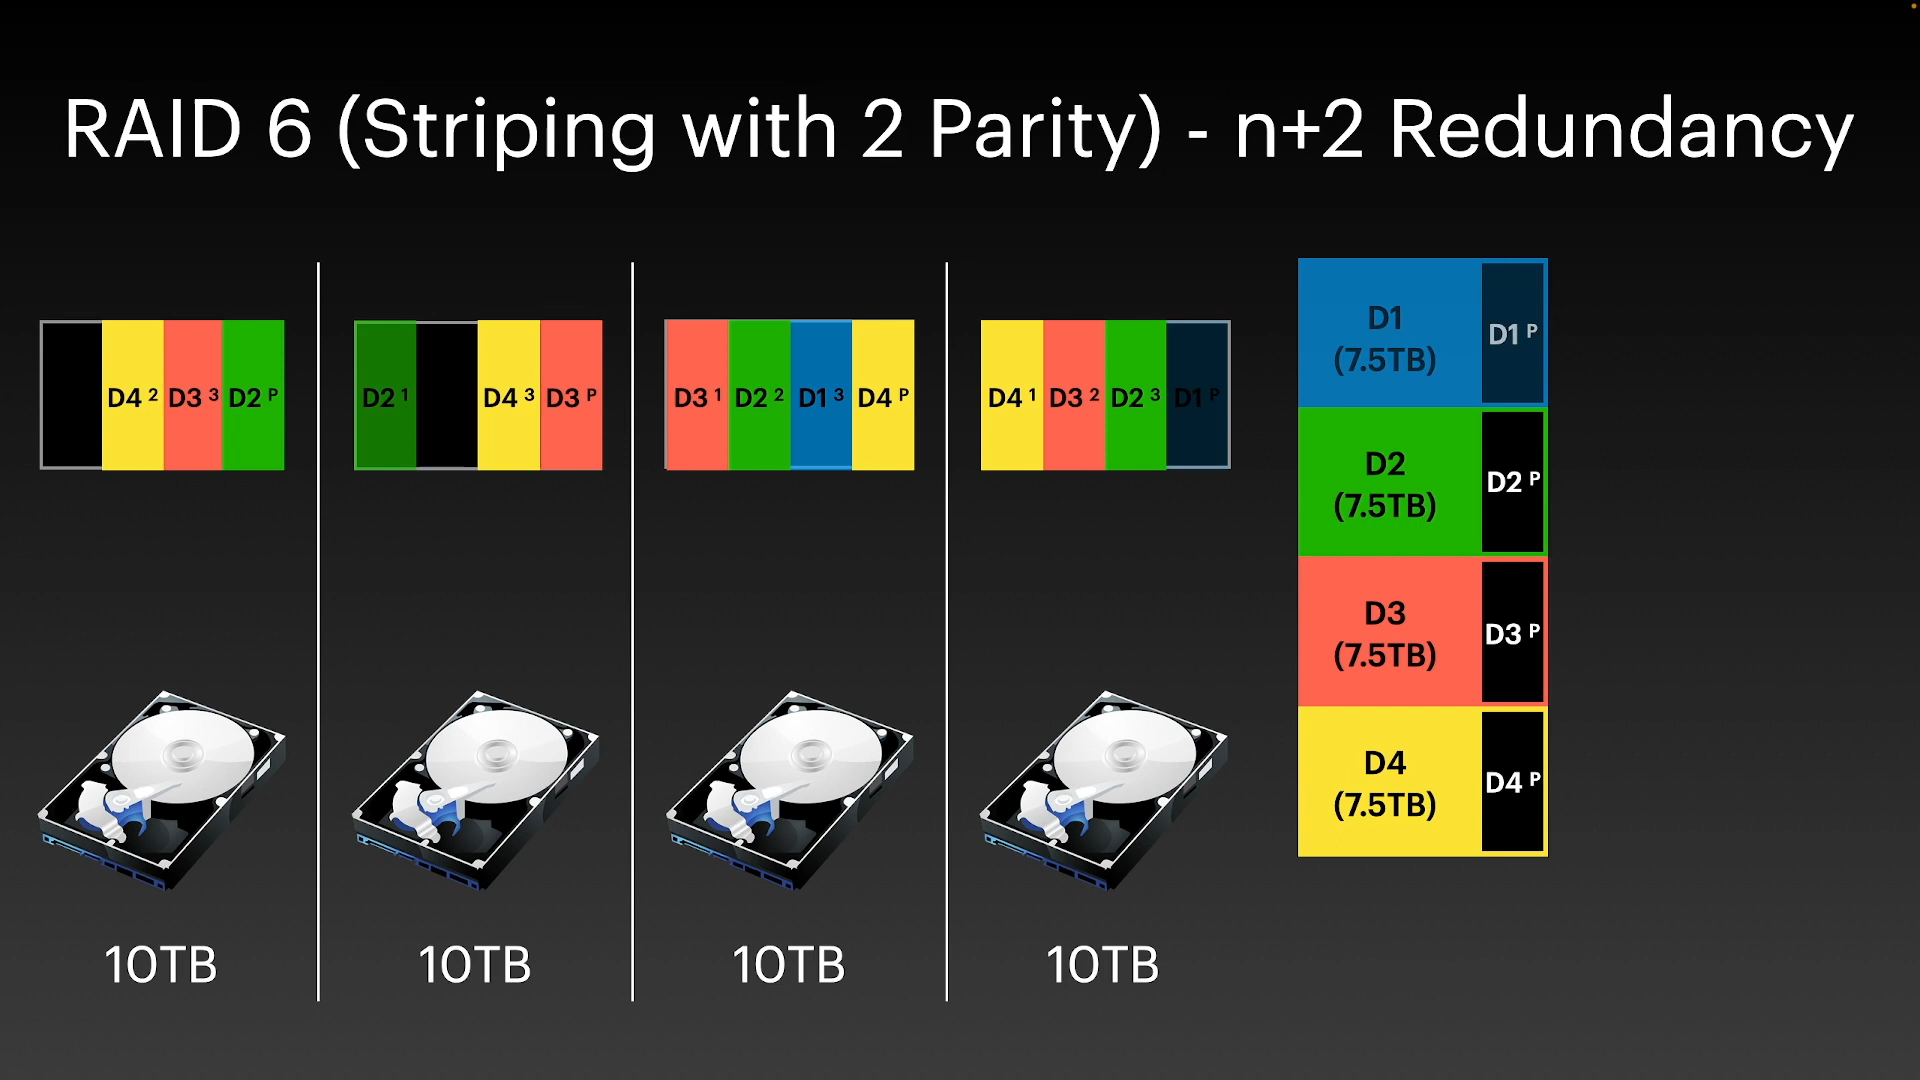 RAID 6 (Striping with 2 Parity) - n+2 Redundancy
D4 2 D3 3 D2 P
D2 1 D4 3 D3 P
D3 1 D2 2 D1 3 D4 P
D4 1 D3 2 D2 3 D1 P
D1
(7.5TB)
D1 P
D2
(7.5TB)
D2 P
D3
(7.5TB)
D3 P
D4
(7.5TB)
D4 P
10TB
10TB
10TB
10TB